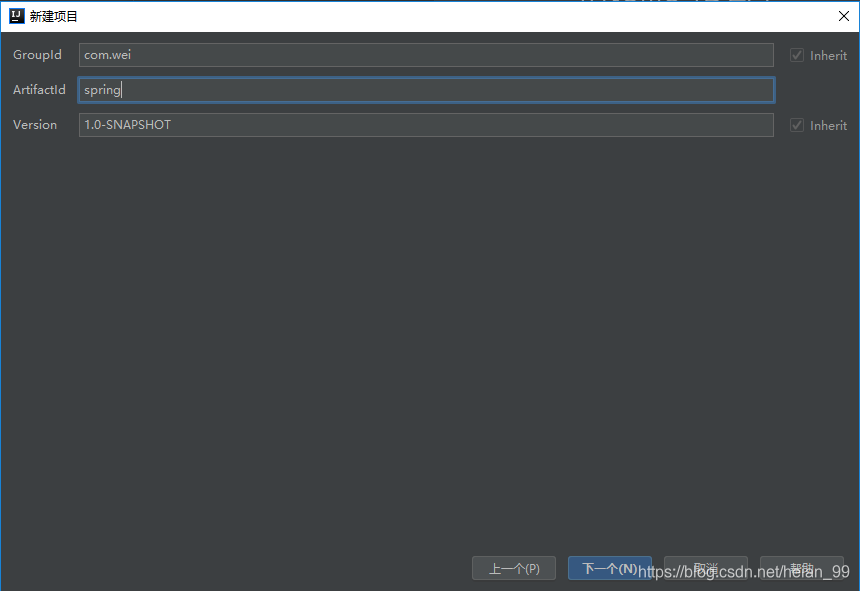 新建项目
GroupId com.wei Inherit
ArtifactId spring
Version 1.0-SNAPSHOT Inherit
上一个(P) 下一个(N) 取消 帮助
https://blog.csdn.net/heian_99